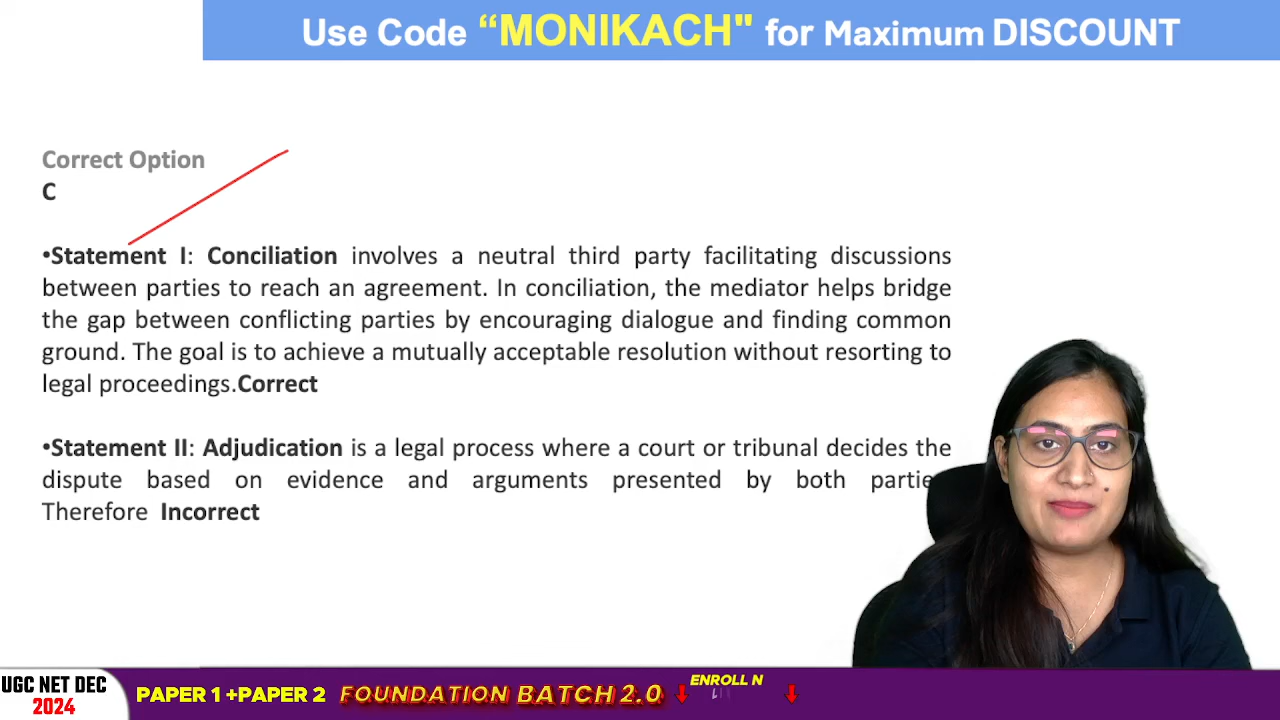 Use Code “MONIKACH" for Maximum DISCOUNT
Correct Option
C
•Statement I: Conciliation involves a neutral third party facilitating discussions
between parties to reach an agreement. In conciliation, the mediator helps bridge
the gap between conflicting parties by encouraging dialogue and finding common
ground. The goal is to achieve a mutually acceptable resolution without resorting to
legal proceedings.Correct
•Statement II: Adjudication is a legal process where a court or tribunal decides the
dispute based on evidence and arguments presented by both
Therefore Incorrect
UGC NET DEC
2024
PAPER 1 +PAPER 2 FOUNDATION BATCH 2.0
ENROLL N